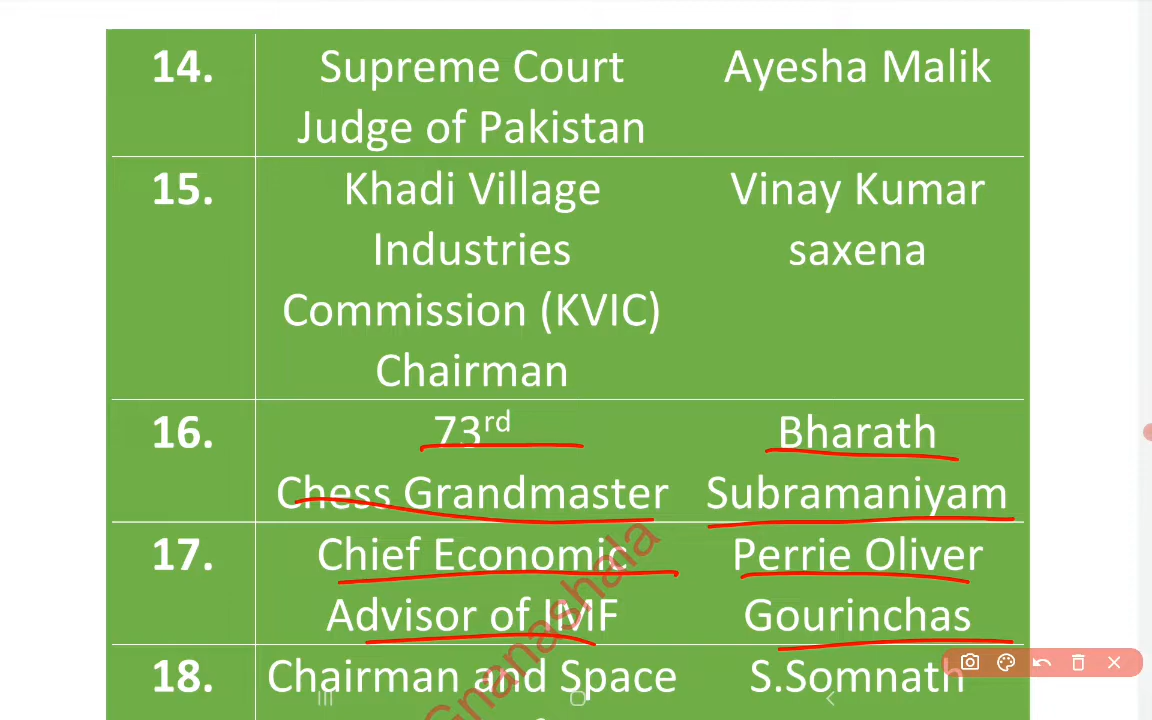 14. Supreme Court Ayesha Malik
Judge of Pakistan
15. Khadi Village Vinay Kumar
Industries saxena
Commission (KVIC)
Chairman
16. 73rd Bharath
Chess Grandmaster Subramaniyam
17. Chief Economic Perrie Oliver
Advisor of IMF Gourinchas
18. Chairman and Space S.Somnath
Gnanashala